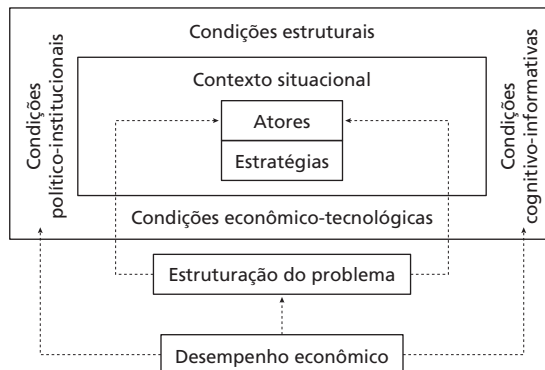 Condições estruturais
Condições
político-institucionais
Contexto situacional
Atores
Estratégias
Condições
cognitivo-informativas
Condições econômico-tecnológicas
Estruturação do problema
Desempenho econômico